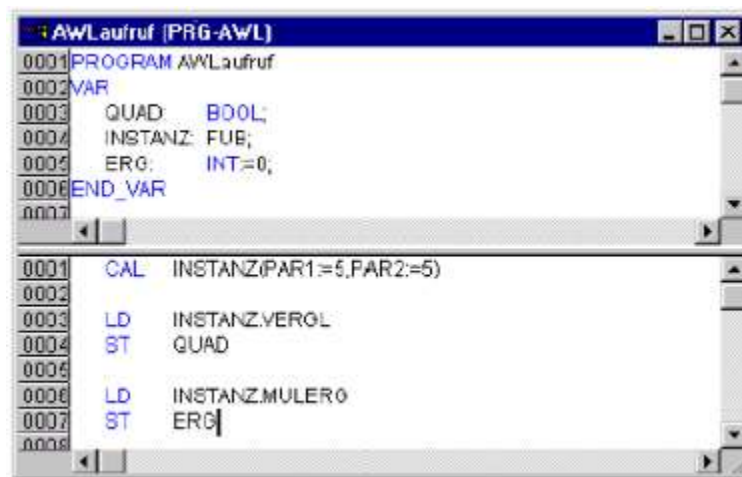 AWLaufruf (PRG-AWL)
0001 PROGRAM AWLaufruf
0002 VAR
0003 QUAD: BOOL;
0004 INSTANZ: FUB;
0005 ERG: INT:=0;
0006 END_VAR
0007
0001 CAL INSTANZ(PAR1:=5,PAR2:=5)
0002
0003 LD INSTANZ.VERGL
0004 ST QUAD
0005
0006 LD INSTANZ.MULERG
0007 ST ERG
0008